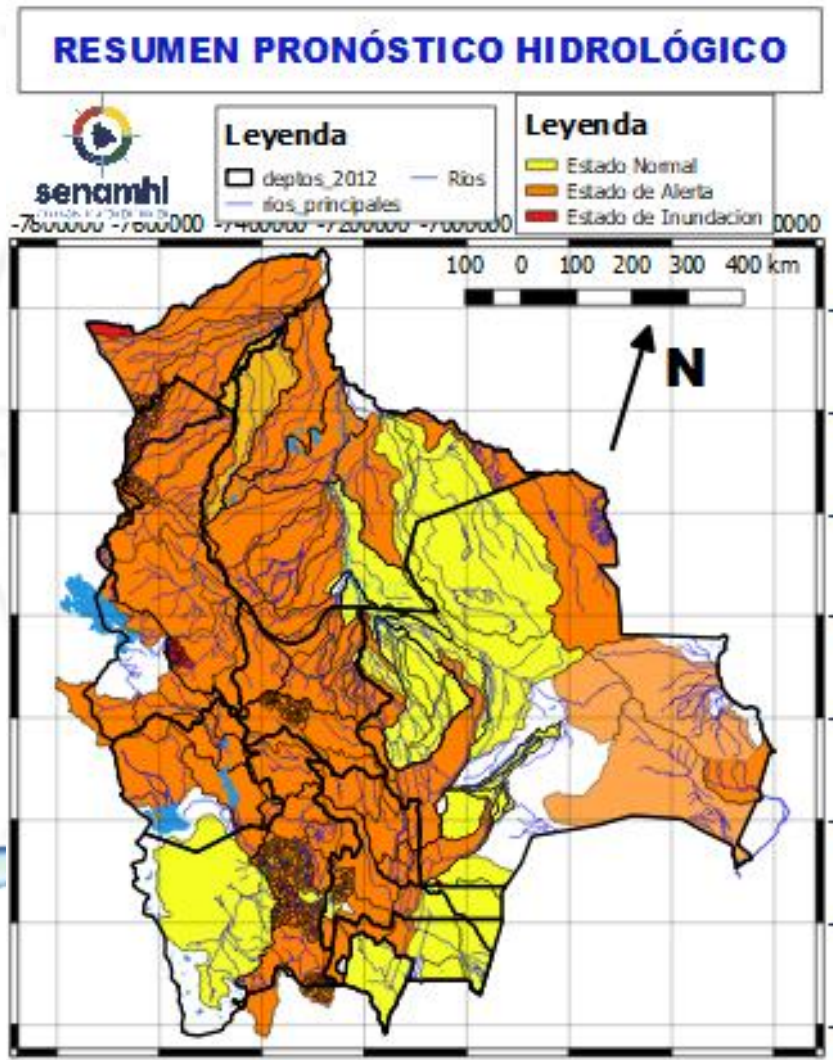 RESUMEN PRONÓSTICO HIDROLÓGICO
senamhi
Leyenda
deptos_2012
Rios
rios_principales
Leyenda
Estado Normal
Estado de Alerta
Estado de Inundacion
100 0 100 200 300 400 km
N